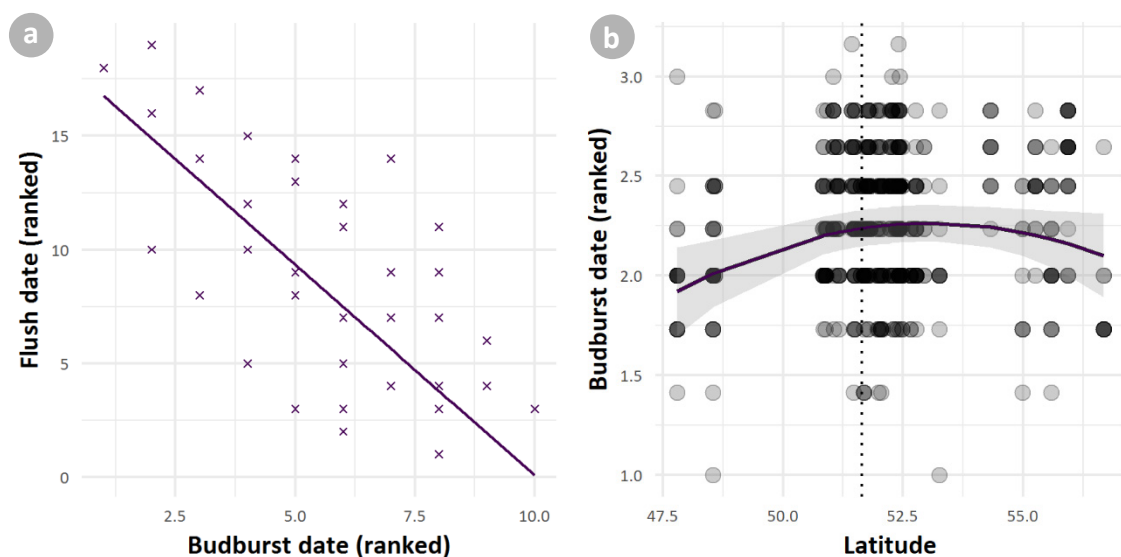 a
Flush date (ranked)
15
10
5
0
2.5 5.0 7.5 10.0
Budburst date (ranked)
b
Budburst date (ranked)
3.0
2.5
2.0
1.5
1.0
47.5 50.0 52.5 55.0
Latitude